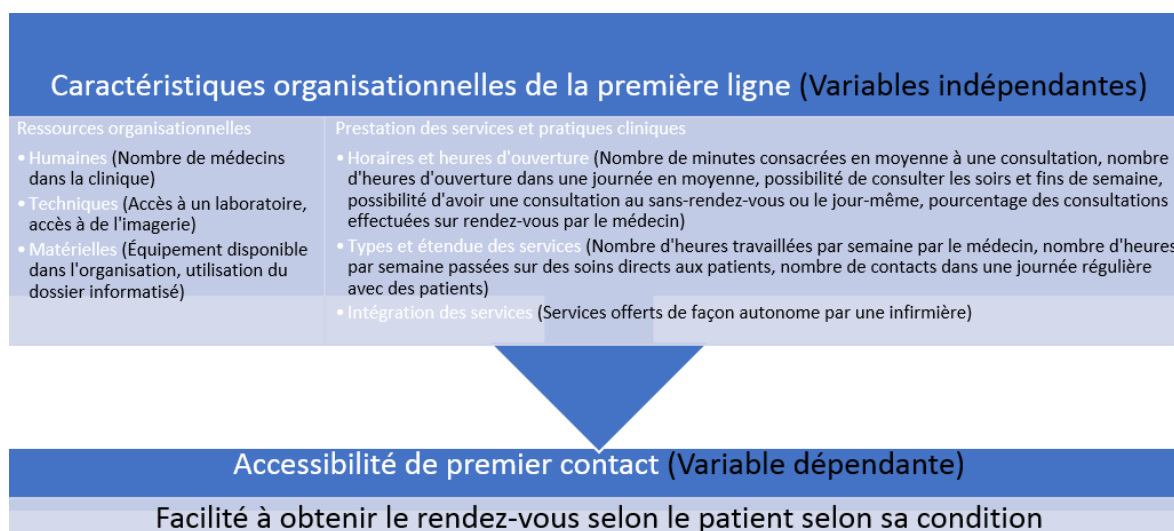 Caractéristiques organisationnelles de la première ligne (Variables indépendantes)
Ressources organisationnelles
• Humaines (Nombre de médecins
dans la clinique)
• Techniques (Accès à un laboratoire,
accès à de l'imagerie)
• Matérielles (Équipement disponible
dans l'organisation, utilisation du
dossier informatisé)
Prestation des services et pratiques cliniques
• Horaires et heures d'ouverture (Nombre de minutes consacrées en moyenne à une consultation, nombre
d'heures d'ouverture dans une journée en moyenne, possibilité de consulter les soirs et fins de semaine,
possibilité d'avoir une consultation au sans-rendez-vous ou le jour-même, pourcentage des consultations
effectuées sur rendez-vous par le médecin)
• Types et étendue des services (Nombre d'heures travaillées par semaine par le médecin, nombre d'heures
par semaine passées sur des soins directs aux patients, nombre de contacts dans une journée régulière
avec des patients)
• Intégration des services (Services offerts de façon autonome par une infirmière)
Accessibilité de premier contact (Variable dépendante)
Facilité à obtenir le rendez-vous selon le patient selon sa condition